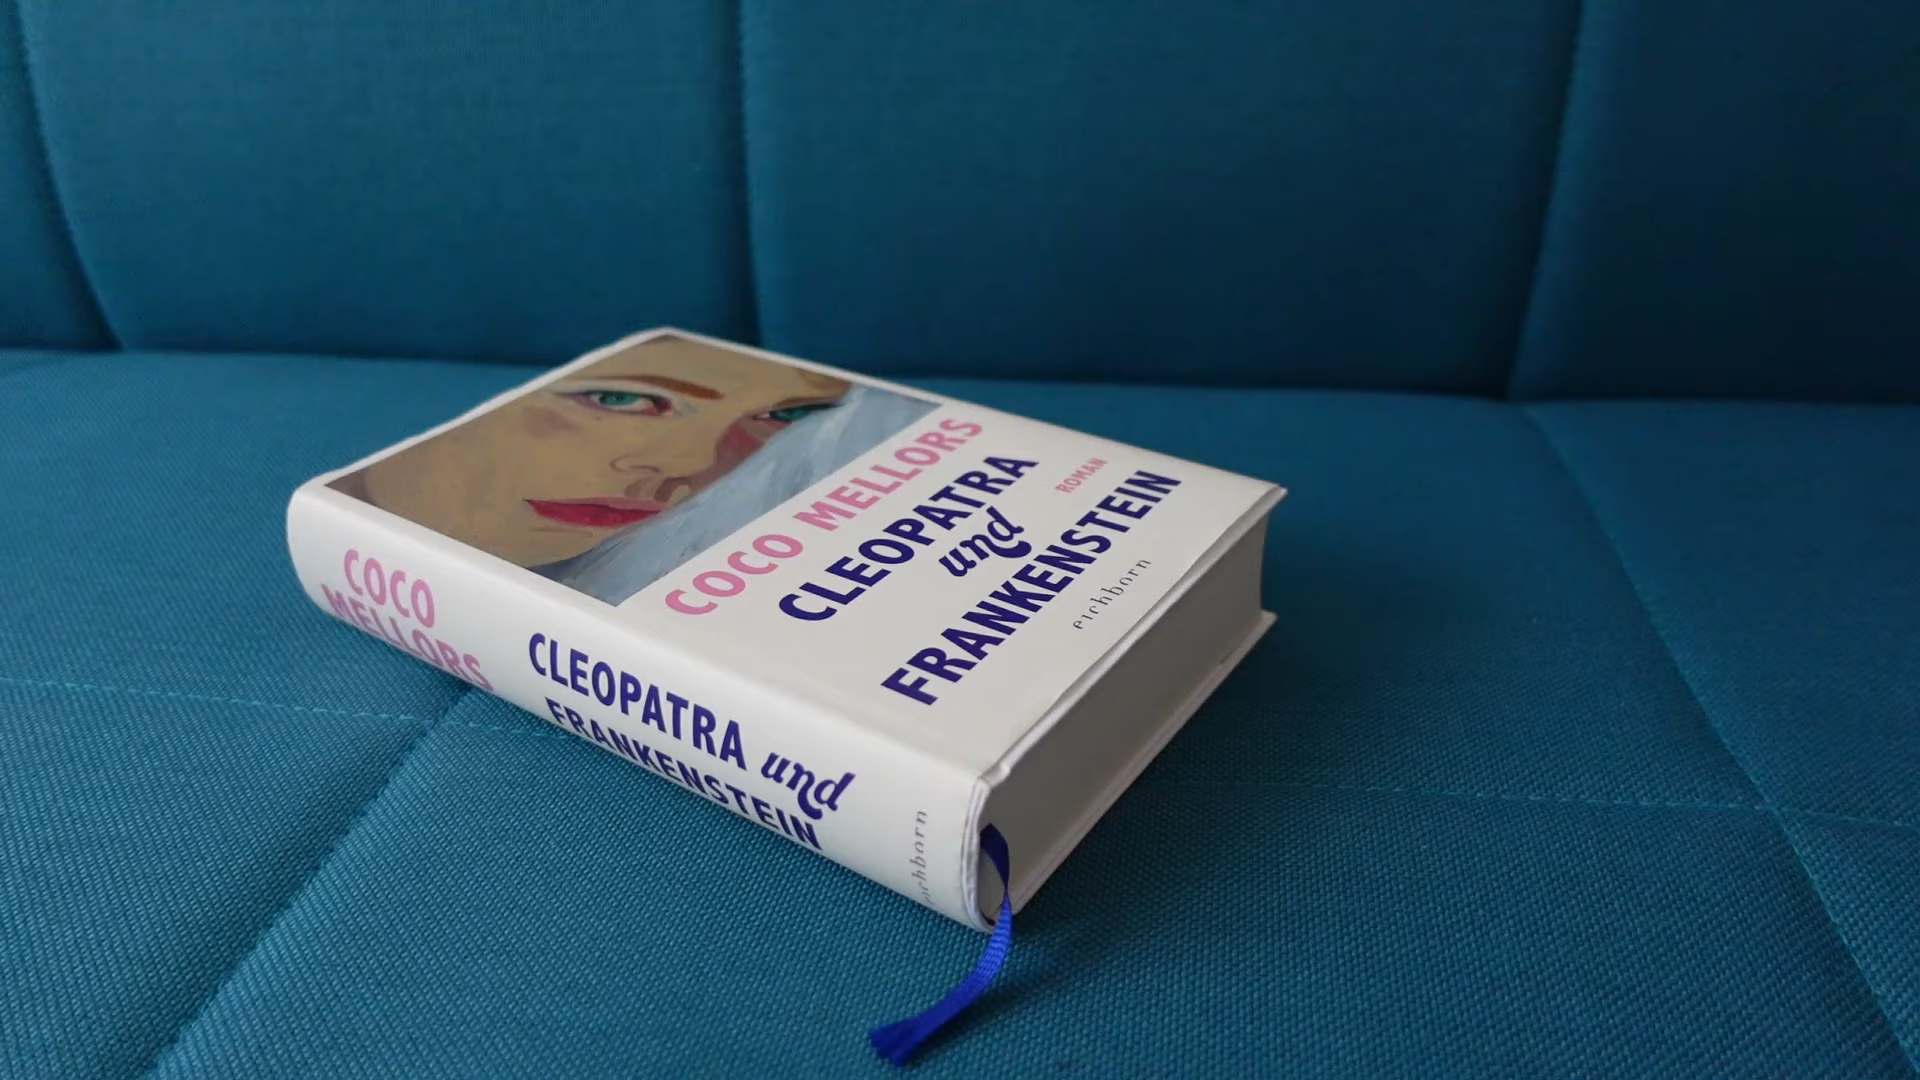 COCO MELLORS
CLEOPATRA
und
ROMAN
FRANKENSTEIN
eichborn
COCO
MELLORS
CLEOPATRA und
FRANKENSTEIN
eichborn